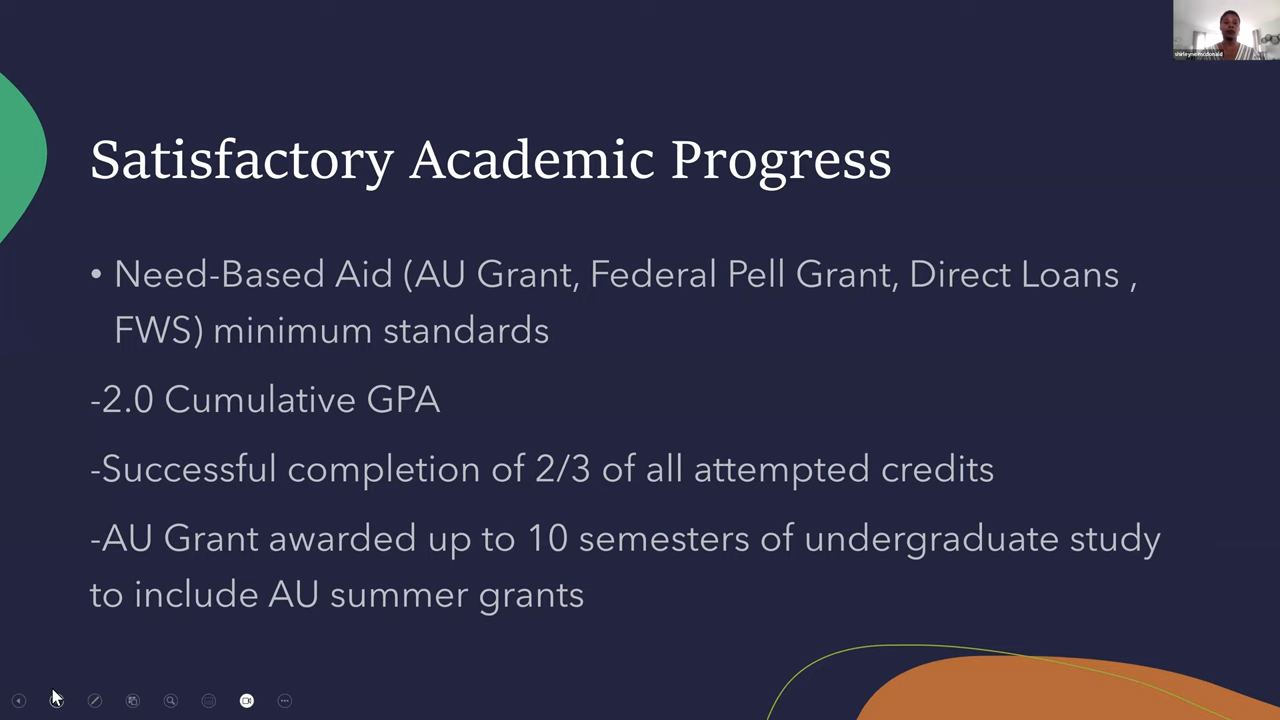 shirleyne mcdonald
Satisfactory Academic Progress
• Need-Based Aid (AU Grant, Federal Pell Grant, Direct Loans ,
FWS) minimum standards
-2.0 Cumulative GPA
-Successful completion of 2/3 of all attempted credits
-AU Grant awarded up to 10 semesters of undergraduate study
to include AU summer grants